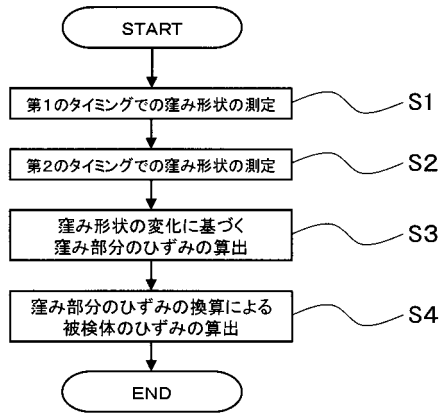 START
第1のタイミングでの窪み形状の測定
S1
第2のタイミングでの窪み形状の測定
S2
窪み形状の変化に基づく
窪み部分のひずみの算出
S3
窪み部分のひずみの換算による
被検体のひずみの算出
S4
END